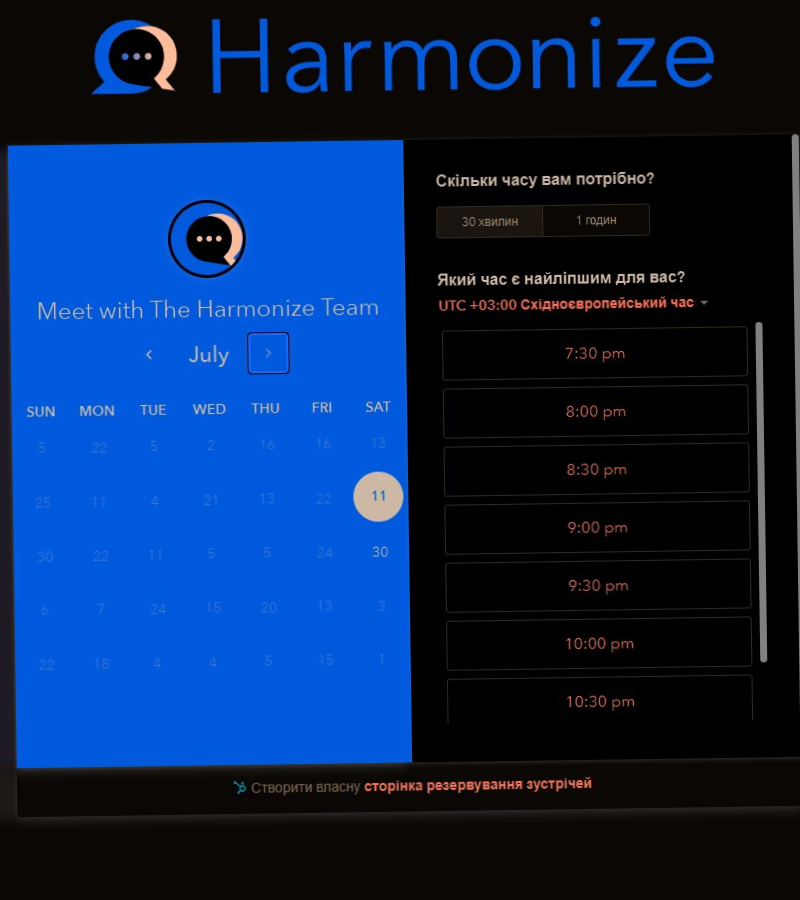 Harmonize
Meet with The Harmonize Team
July
SUN MON TUE WED THU FRI SAT
5 22 5 2 16 16 13
25 11 4 21 13 22 11
30 22 11 5 5 24 30
6 7 24 15 20 13 3
22 18 4 4 5 15 1
Скільки часу вам потрібно?
30 хвилин 1 годин
Який час є найліпшим для вас?
UTC +03:00 Східноєвропейський час
7:30 pm
8:00 pm
8:30 pm
9:00 pm
9:30 pm
10:00 pm
10:30 pm
Створити власну сторінка резервування зустрічей